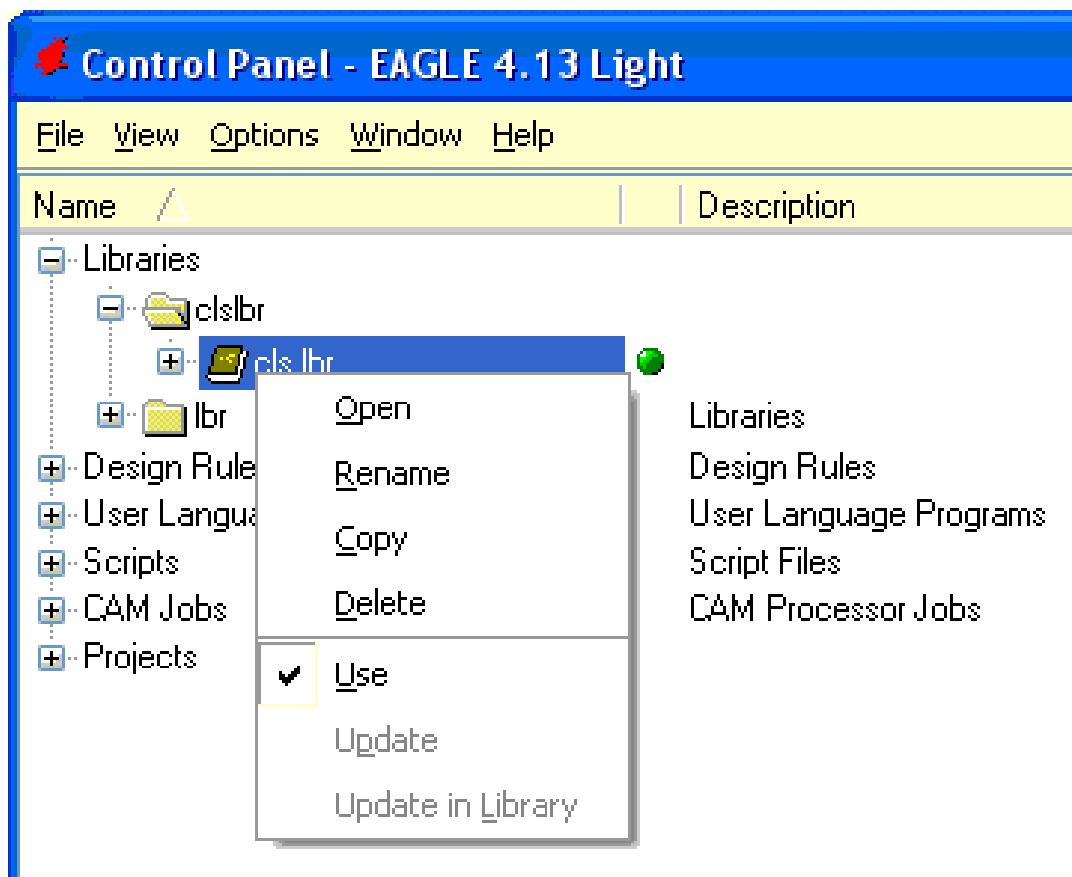 Control Panel - EAGLE 4.13 Light
File View Options Window Help
Name Description
Libraries
clslbr
cls.lbr
lbr Libraries
Design Rule Design Rules
User Langua User Language Programs
Scripts Script Files
CAM Jobs CAM Processor Jobs
Projects
Open
Rename
Copy
Delete
Use
Update
Update in Library